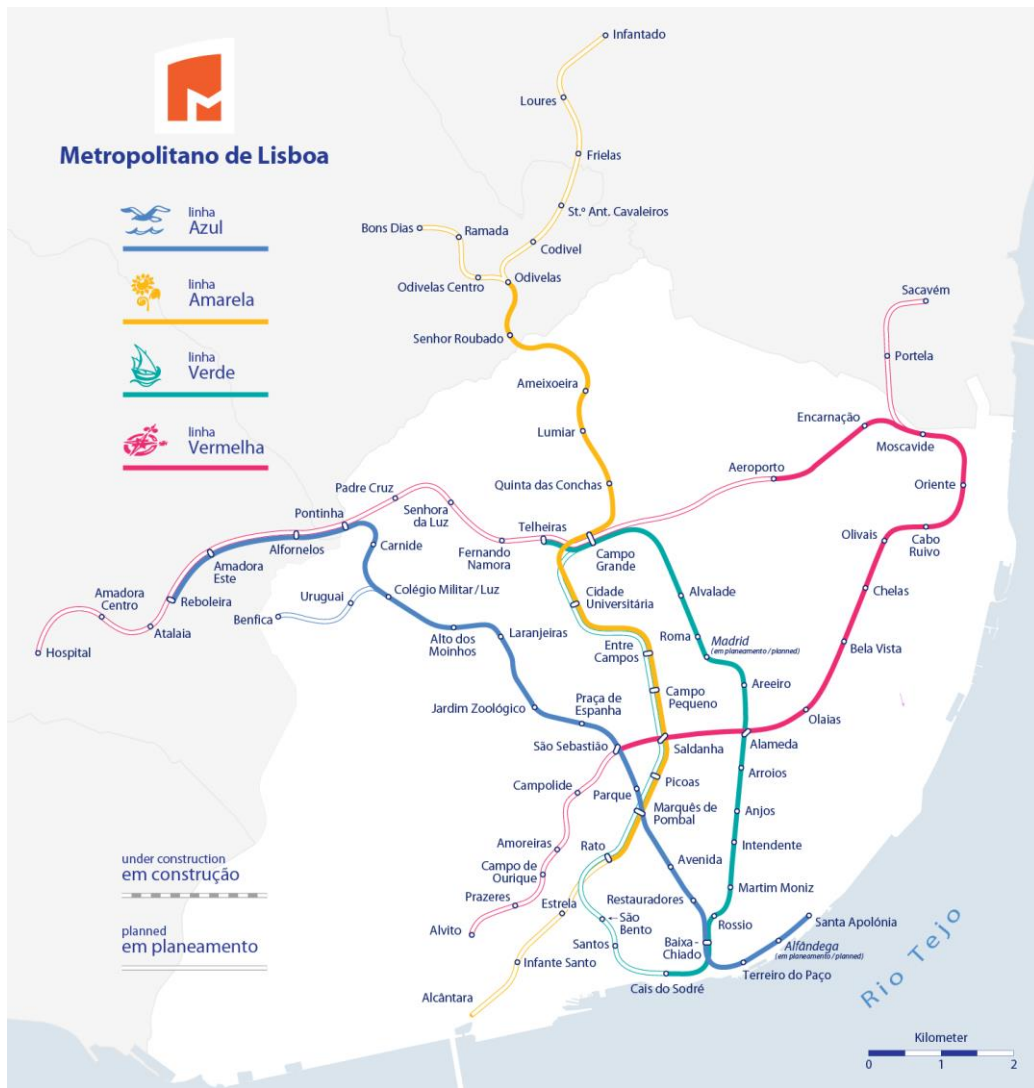 Metropolitano de Lisboa
linha
Azul
linha
Amarela
linha
Verde
linha
Vermelha
Infantado
Loures
Frielas
St.º Ant. Cavaleiros
Bons Dias
Ramada
Codivel
Odivelas Centro
Odivelas
Senhor Roubado
Sacavém
Portela
Ameixoeira
Lumiar
Encarnação
Moscavide
Aeroporto
Quinta das Conchas
Oriente
Padre Cruz
Senhora
da Luz
Pontinha
Telheiras
Olivais
Cabo
Ruivo
Alfornelos
Carnide
Fernando
Namora
Campo
Grande
Amadora
Este
Amadora
Centro
Reboleira
Uruguai
Colégio Militar/Luz
Cidade
Universitária
Alvalade
Chelas
Benfica
Atalaia
Hospital
Alto dos
Moinhos
Laranjeiras
Entre
Campos
Roma
Madrid
(em planeamento / planned)
Bela Vista
Areeiro
Jardim Zoológico
Praça de
Espanha
Campo
Pequeno
Olaias
São Sebastião
Saldanha
Alameda
Campolide
Parque
Picoas
Arroios
Marquês de
Pombal
Anjos
Amoreiras
Rato
Intendente
Campo de
Ourique
Avenida
Prazeres
Estrela
Restauradores
Martim Moniz
Alvito
São
Bento
Rossio
Santa Apolónia
Santos
Baixa-
Chiado
Alfândega
(em planeamento / planned)
Infante Santo
Terreiro do Paço
Cais do Sodré
Alcântara
Rio Tejo
under construction
em construção
planned
em planeamento
Kilometer
0 1 2